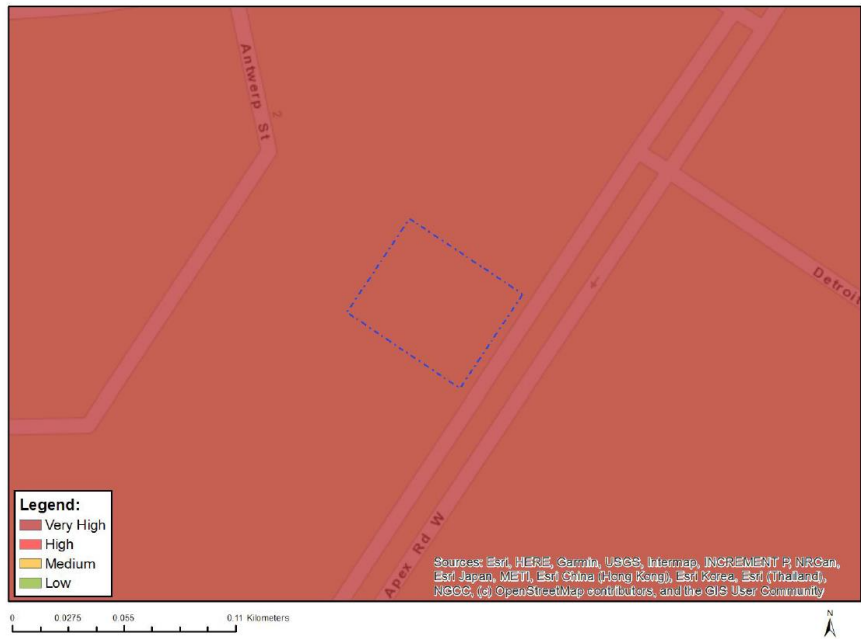 Antwerp St
2
Detroit
Apex Rd W
Legend:
Very High
High
Medium
Low
Sources: Esri, HERE, Garmin, USGS, Intermap, INCREMENT P, NRCan,
Esri Japan, METI, Esri China (Hong Kong), Esri Korea, Esri (Thailand),
NGCC, (c) OpenStreetMap contributors, and the GIS User Community
0 0.0275 0.055 0.11 Kilometers
N